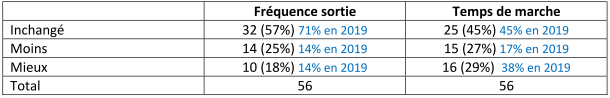 Fréquence sortie Temps de marche
Inchangé 32 (57%) 71% en 2019 25 (45%) 45% en 2019
Moins 14 (25%) 14% en 2019 15 (27%) 17% en 2019
Mieux 10 (18%) 14% en 2019 16 (29%) 38% en 2019
Total 56 56